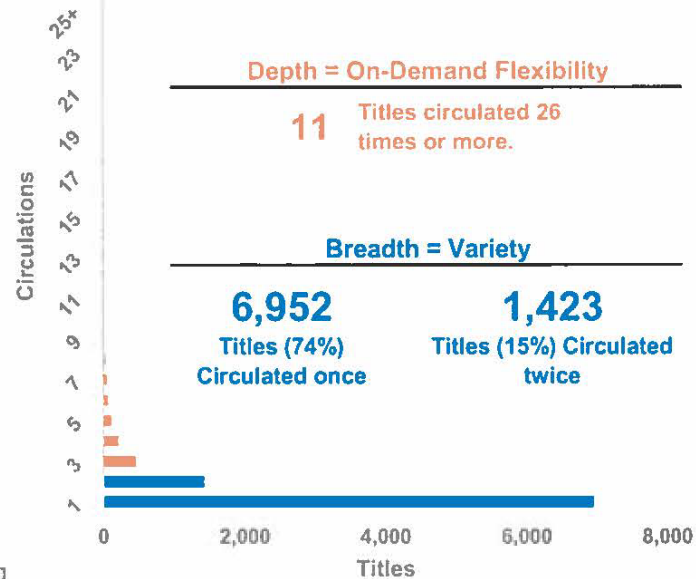 25+
23
21
19
17
15
13
11
9
7
5
3
1
Circulations
Depth = On-Demand Flexibility
11
Titles circulated 26
times or more.
Breadth = Variety
6,952
Titles (74%)
Circulated once
1,423
Titles (15%) Circulated
twice
0
2,000
4,000
6,000
8,000
Titles